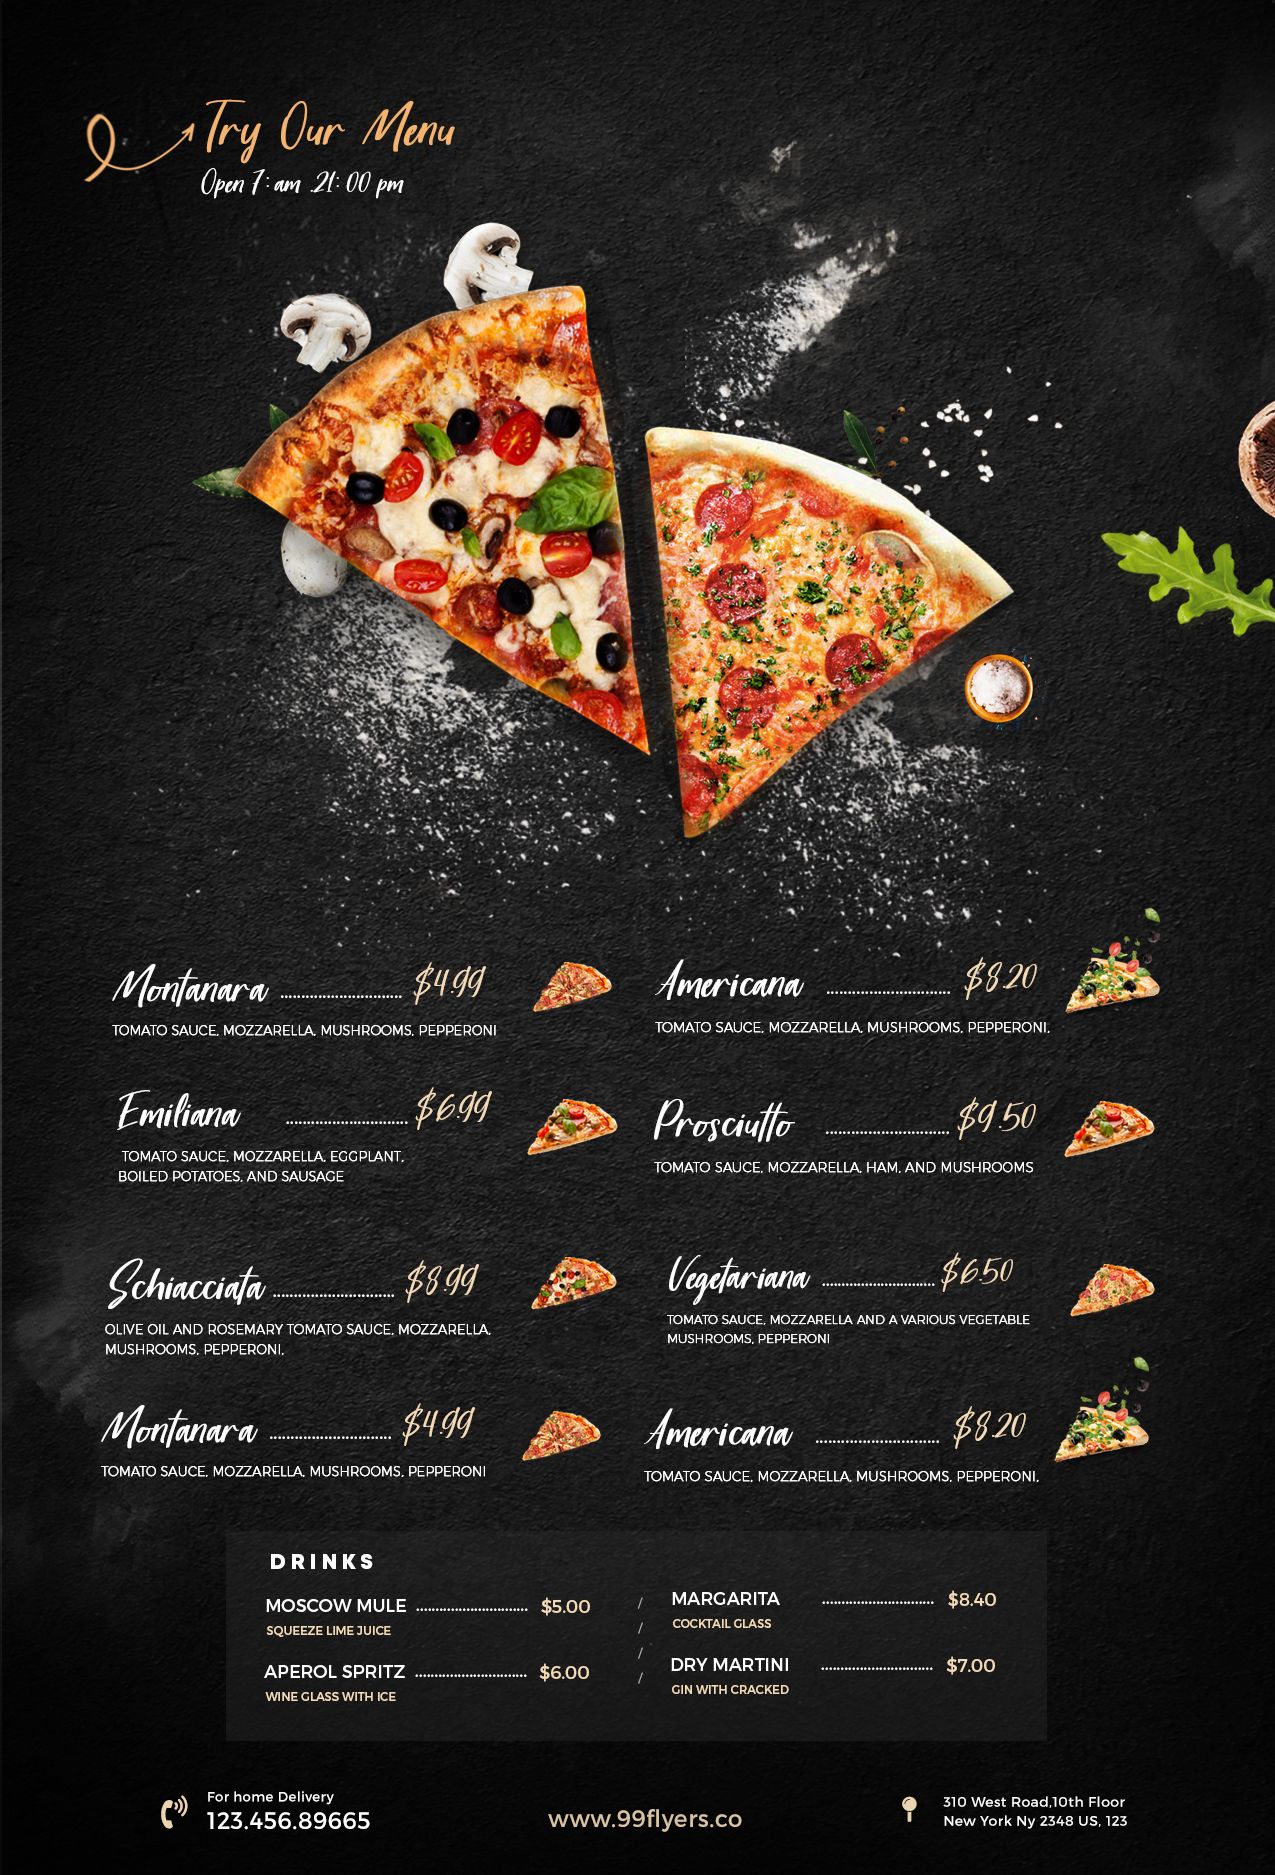 Try Our Menu
Open 7:am .21:00 pm
Montanara ............................ $4.99
TOMATO SAUCE, MOZZARELLA, MUSHROOMS, PEPPERONI
Americana ............................ $8.20
TOMATO SAUCE, MOZZARELLA, MUSHROOMS, PEPPERONI,
Emiliana ............................ $6.99
TOMATO SAUCE, MOZZARELLA, EGGPLANT,
BOILED POTATOES, AND SAUSAGE
Prosciutto ............................ $9.50
TOMATO SAUCE, MOZZARELLA, HAM, AND MUSHROOMS
Schiacciata ............................ $8.99
OLIVE OIL AND ROSEMARY TOMATO SAUCE, MOZZARELLA,
MUSHROOMS, PEPPERONI,
Vegetariana ............................ $6.50
TOMATO SAUCE, MOZZARELLA AND A VARIOUS VEGETABLE
MUSHROOMS, PEPPERONI
Montanara ............................ $4.99
TOMATO SAUCE, MOZZARELLA, MUSHROOMS, PEPPERONI
Americana ............................ $8.20
TOMATO SAUCE, MOZZARELLA, MUSHROOMS, PEPPERONI,
DRINKS
MOSCOW MULE ............................ $5.00
SQUEEZE LIME JUICE
APEROL SPRITZ ............................ $6.00
WINE GLASS WITH ICE
/
/
/
/
MARGARITA ............................ $8.40
COCKTAIL GLASS
DRY MARTINI ............................ $7.00
GIN WITH CRACKED
For home Delivery
123.456.89665
www.99flyers.co
310 West Road,10th Floor
New York Ny 2348 US, 123